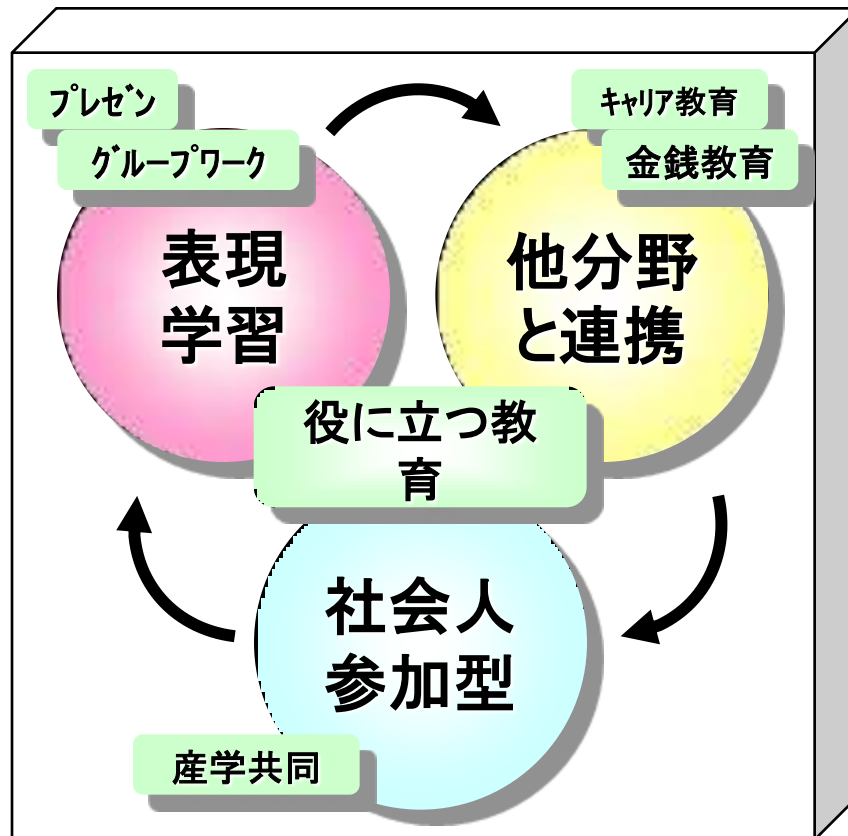 プレゼン
グループワーク
表現
学習
キャリア教育
金銭教育
他分野
と連携
役に立つ教
育
社会人
参加型
産学共同